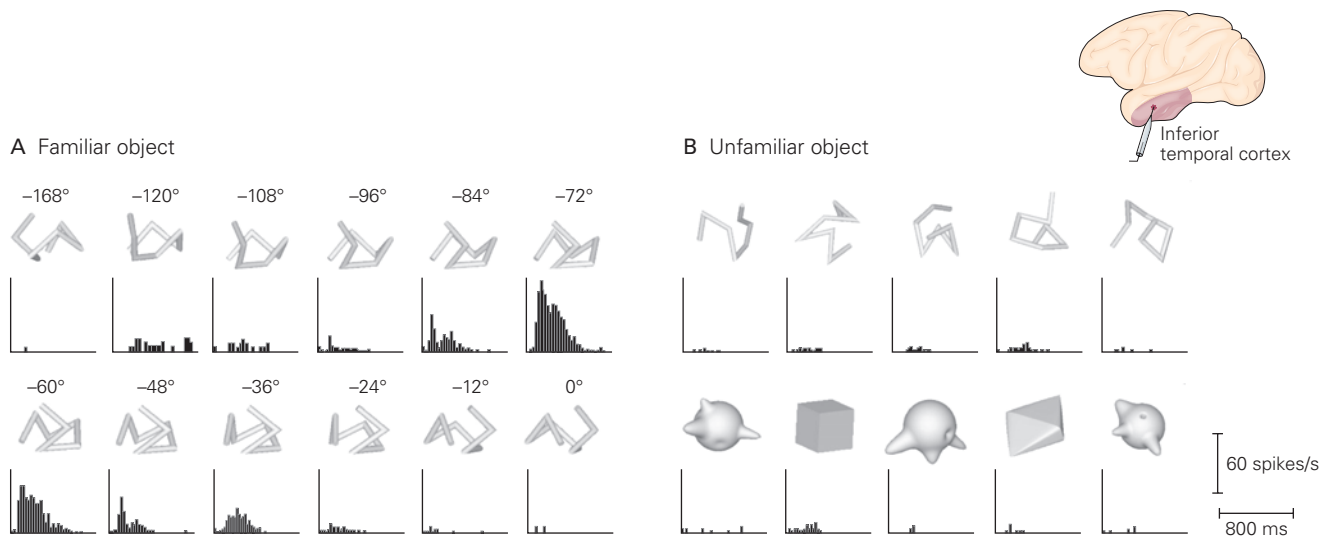 Inferior
temporal cortex
A Familiar object
B Unfamiliar object
–168° –120° –108° –96° –84° –72°
–60° –48° –36° –24° –12° 0°
60 spikes/s
800 ms